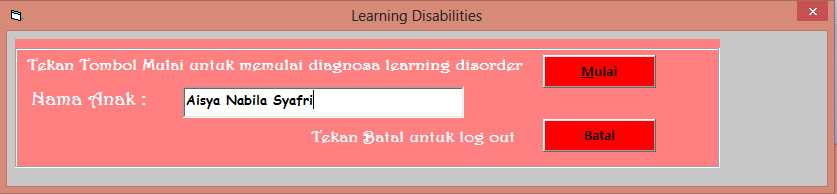 Learning Disabilities
Tekan Tombol Mulai untuk memulai diagnosa learning disorder
Mulai
Nama Anak :
Aisya Nabila Syafri
Tekan Batal untuk log out
Batal